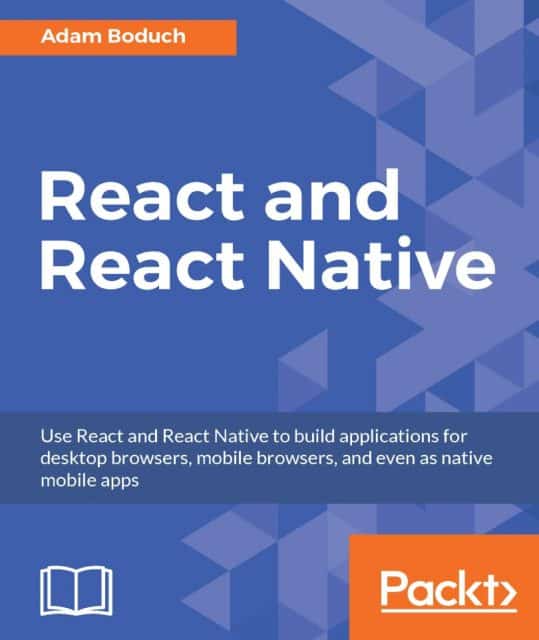 Adam Boduch
React and
React Native
Use React and React Native to build applications for
desktop browsers, mobile browsers, and even as native
mobile apps
Packt>